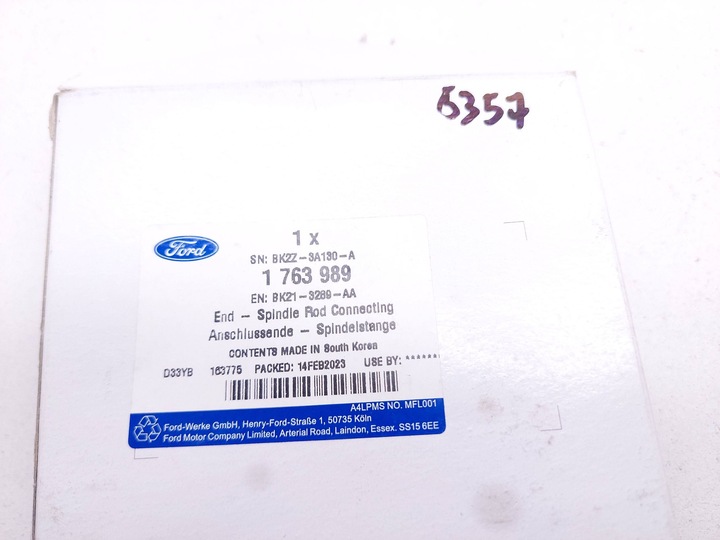 6357
Ford
1 x
SN: BK2Z-3A130-A
1 763 989
EN: BK21-3289-AA
End - Spindle Rod Connecting
Anschlussende - Spindelstange
CONTENTS MADE IN South Korea
D33YB 163775 PACKED: 14FEB2023 USE BY: ******
A4LPMS NO. MFL001
Ford-Werke GmbH, Henry-Ford-Straße 1, 50735 Köln
Ford Motor Company Limited, Arterial Road, Laindon, Essex. SS15 6EE